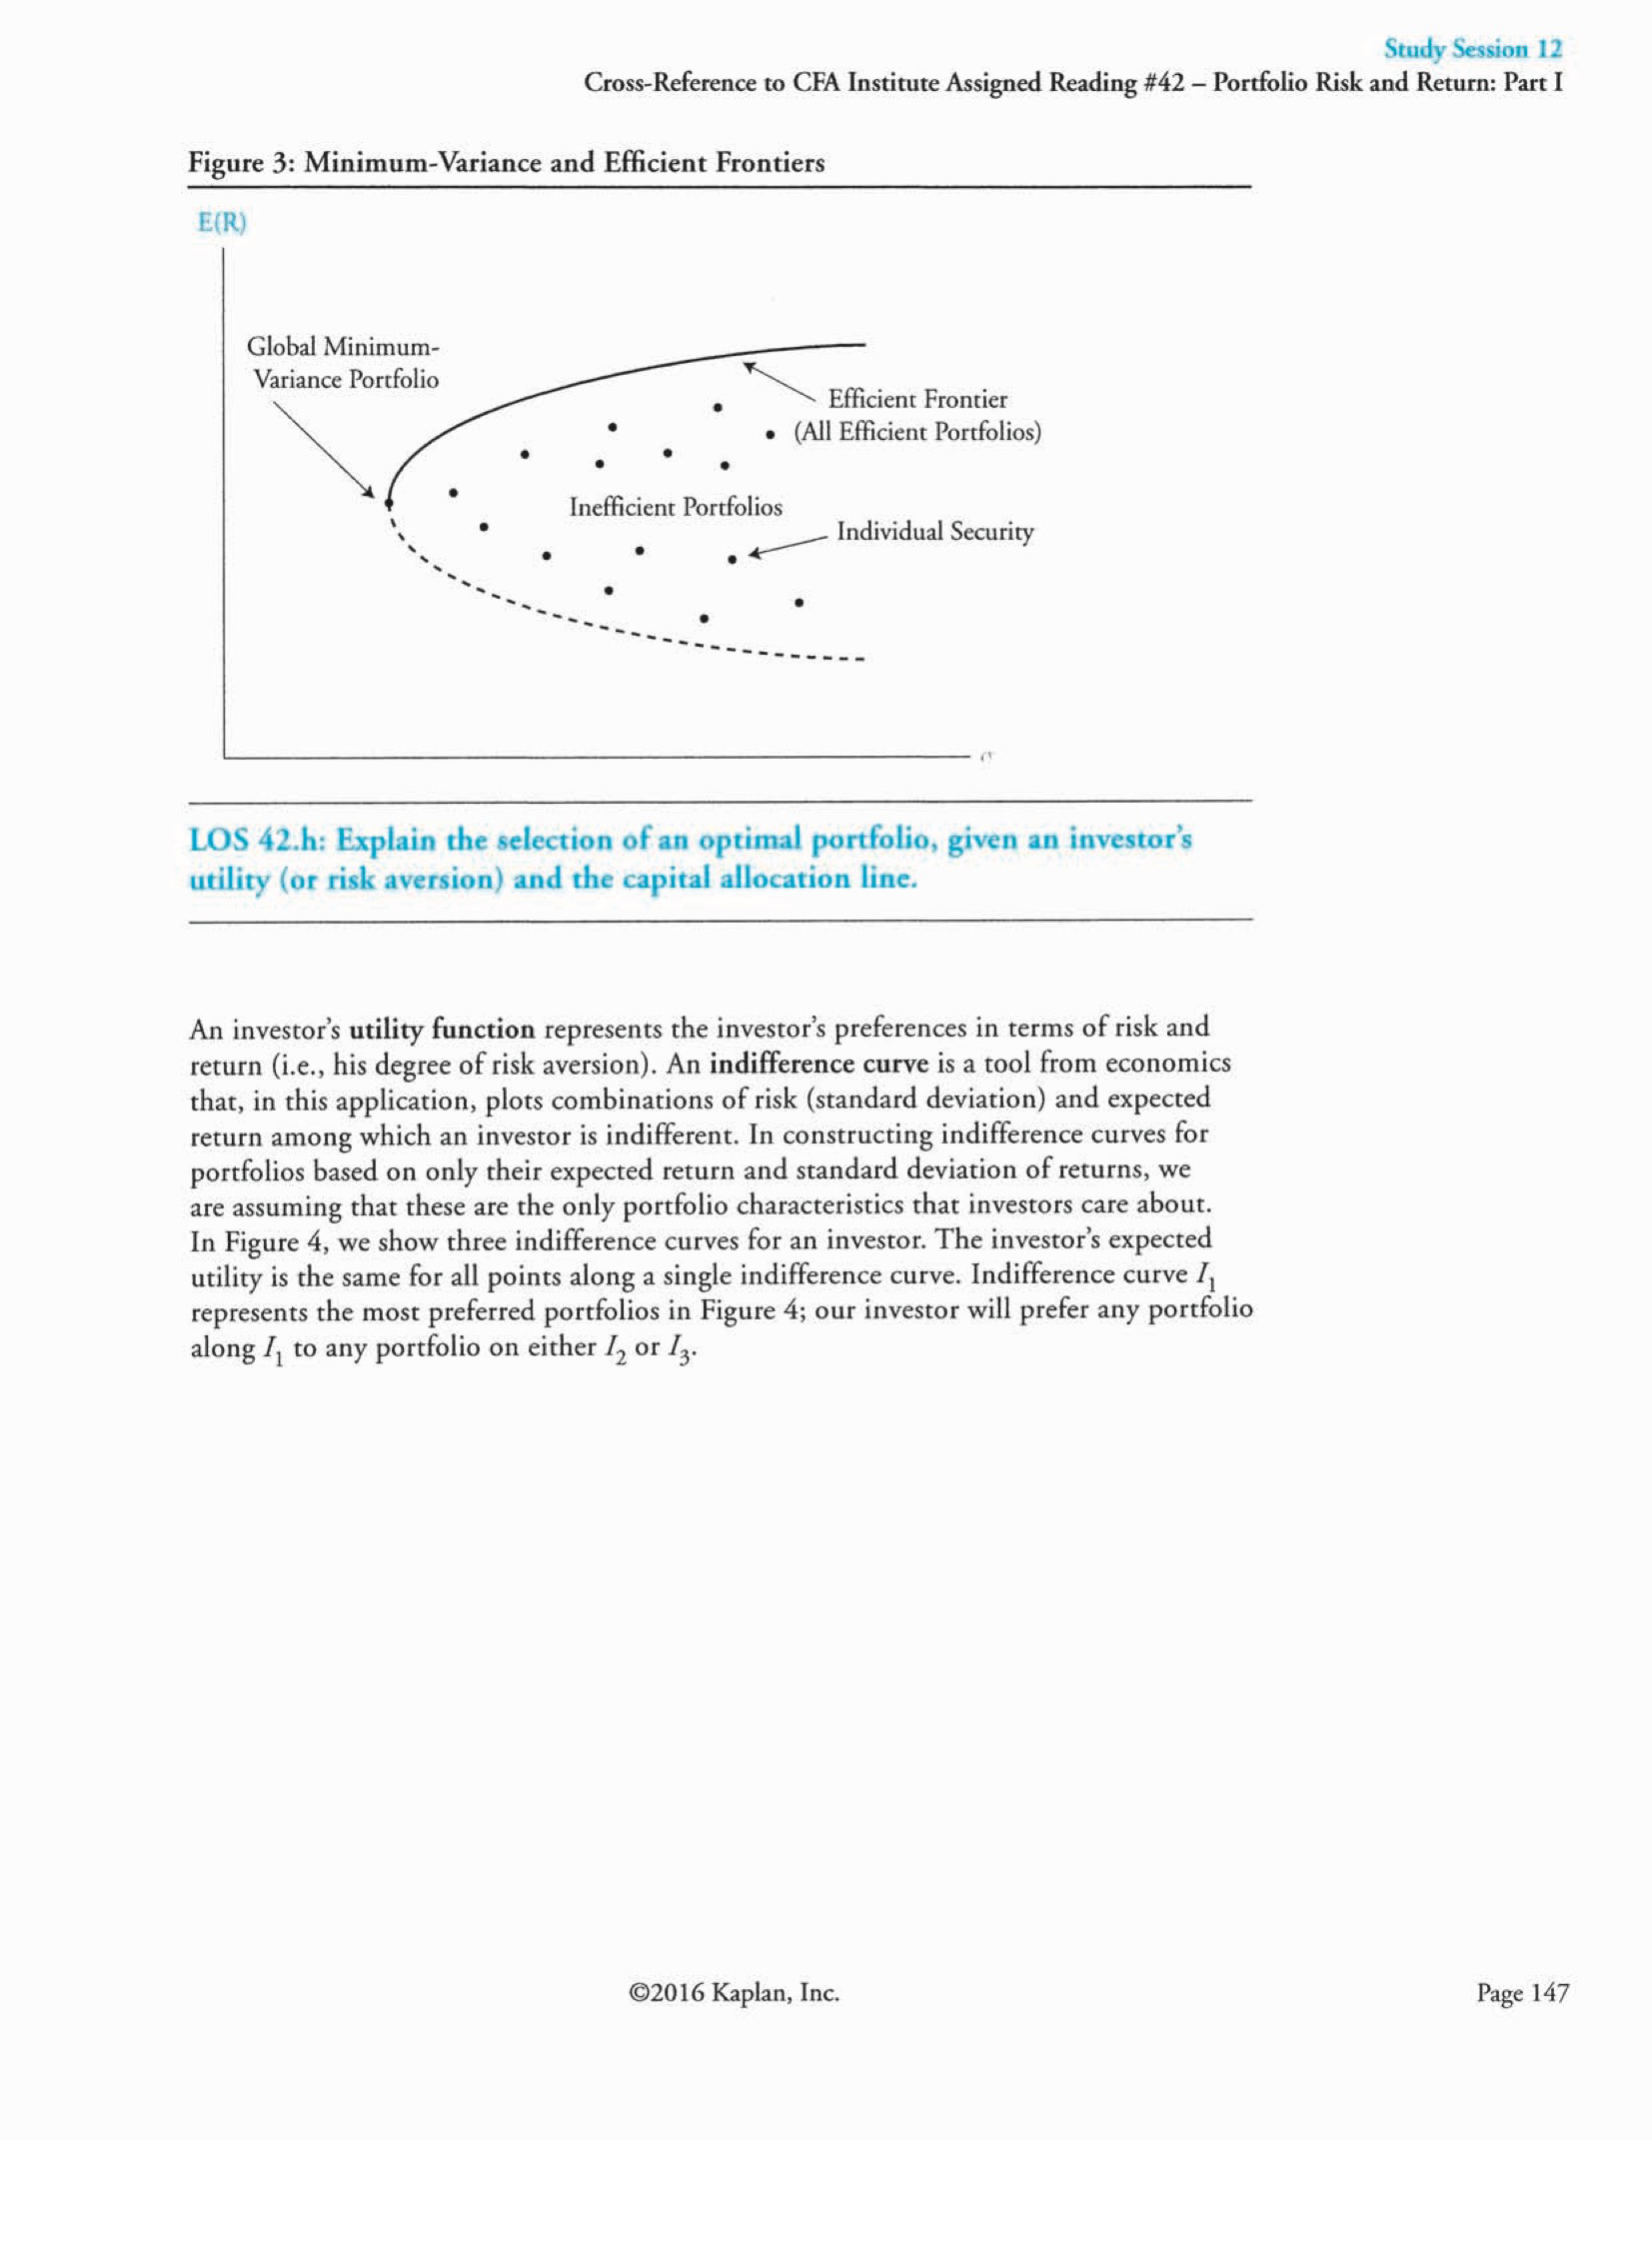 Study Session 12
Cross-Reference to CFA Institute Assigned Reading #42 – Portfolio Risk and Return: Part I
Figure 3: Minimum-Variance and Efficient Frontiers
E(R)
Global Minimum-
Variance Portfolio
Efficient Frontier
(All Efficient Portfolios)
Inefficient Portfolios
Individual Security
σ
LOS 42.h: Explain the selection of an optimal portfolio, given an investor's
utility (or risk aversion) and the capital allocation line.
An investor's utility function represents the investor's preferences in terms of risk and
return (i.e., his degree of risk aversion). An indifference curve is a tool from economics
that, in this application, plots combinations of risk (standard deviation) and expected
return among which an investor is indifferent. In constructing indifference curves for
portfolios based on only their expected return and standard deviation of returns, we
are assuming that these are the only portfolio characteristics that investors care about.
In Figure 4, we show three indifference curves for an investor. The investor's expected
utility is the same for all points along a single indifference curve. Indifference curve I₁
represents the most preferred portfolios in Figure 4; our investor will prefer any portfolio
along I₁ to any portfolio on either I₂ or I₃.
©2016 Kaplan, Inc.
Page 147